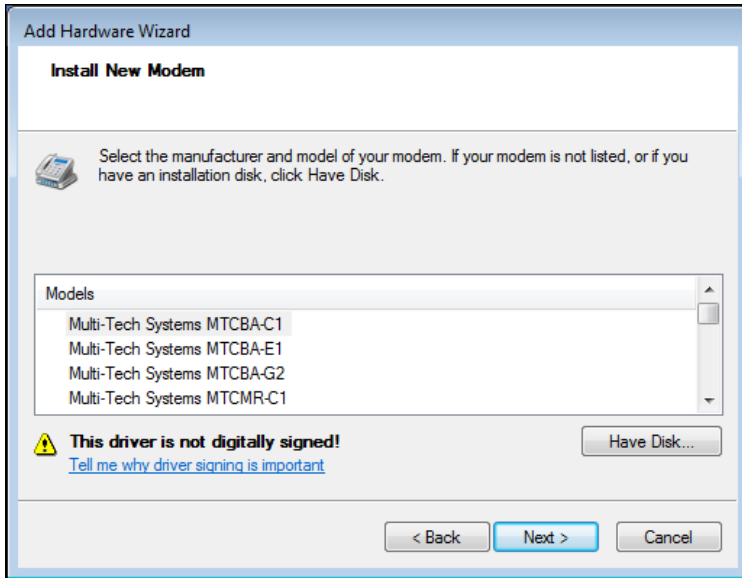 Add Hardware Wizard
Install New Modem
Select the manufacturer and model of your modem. If your modem is not listed, or if you
have an installation disk, click Have Disk.
Models
Multi-Tech Systems MTCBA-C1
Multi-Tech Systems MTCBA-E1
Multi-Tech Systems MTCBA-G2
Multi-Tech Systems MTCMR-C1
This driver is not digitally signed!
Have Disk...
Tell me why driver signing is important
< Back
Next >
Cancel